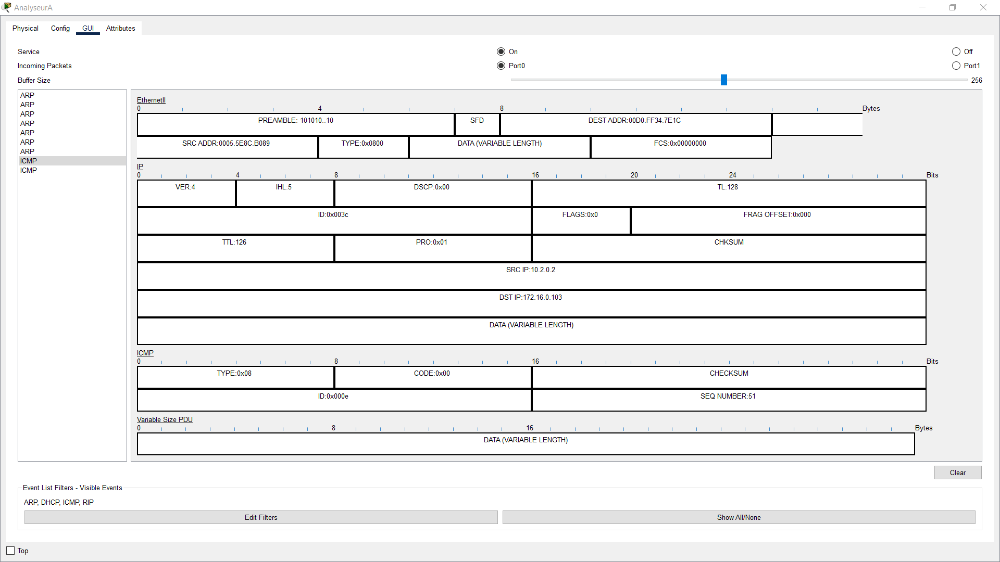 AnalyseurA
Physical Config GUI Attributes
Service On Off
Incoming Packets Port0 Port1
Buffer Size 256
ARP
ARP
ARP
ARP
ARP
ARP
ARP
ICMP
ICMP
EthernetII
0 4 8 Bytes
PREAMBLE: 101010..10 SFD DEST ADDR:00D0.FF34.7E1C
SRC ADDR:0005.5E8C.B089 TYPE:0x0800 DATA (VARIABLE LENGTH) FCS:0x00000000
IP
0 4 8 16 20 24 Bits
VER:4 IHL:5 DSCP:0x00 TL:128
ID:0x003c FLAGS:0x0 FRAG OFFSET:0x000
TTL:126 PRO:0x01 CHKSUM
SRC IP:10.2.0.2
DST IP:172.16.0.103
DATA (VARIABLE LENGTH)
ICMP
0 8 16 Bits
TYPE:0x08 CODE:0x00 CHECKSUM
ID:0x000e SEQ NUMBER:51
Variable Size PDU
0 8 16 Bytes
DATA (VARIABLE LENGTH)
Clear
Event List Filters - Visible Events
ARP, DHCP, ICMP, RIP
Edit Filters Show All/None
Top